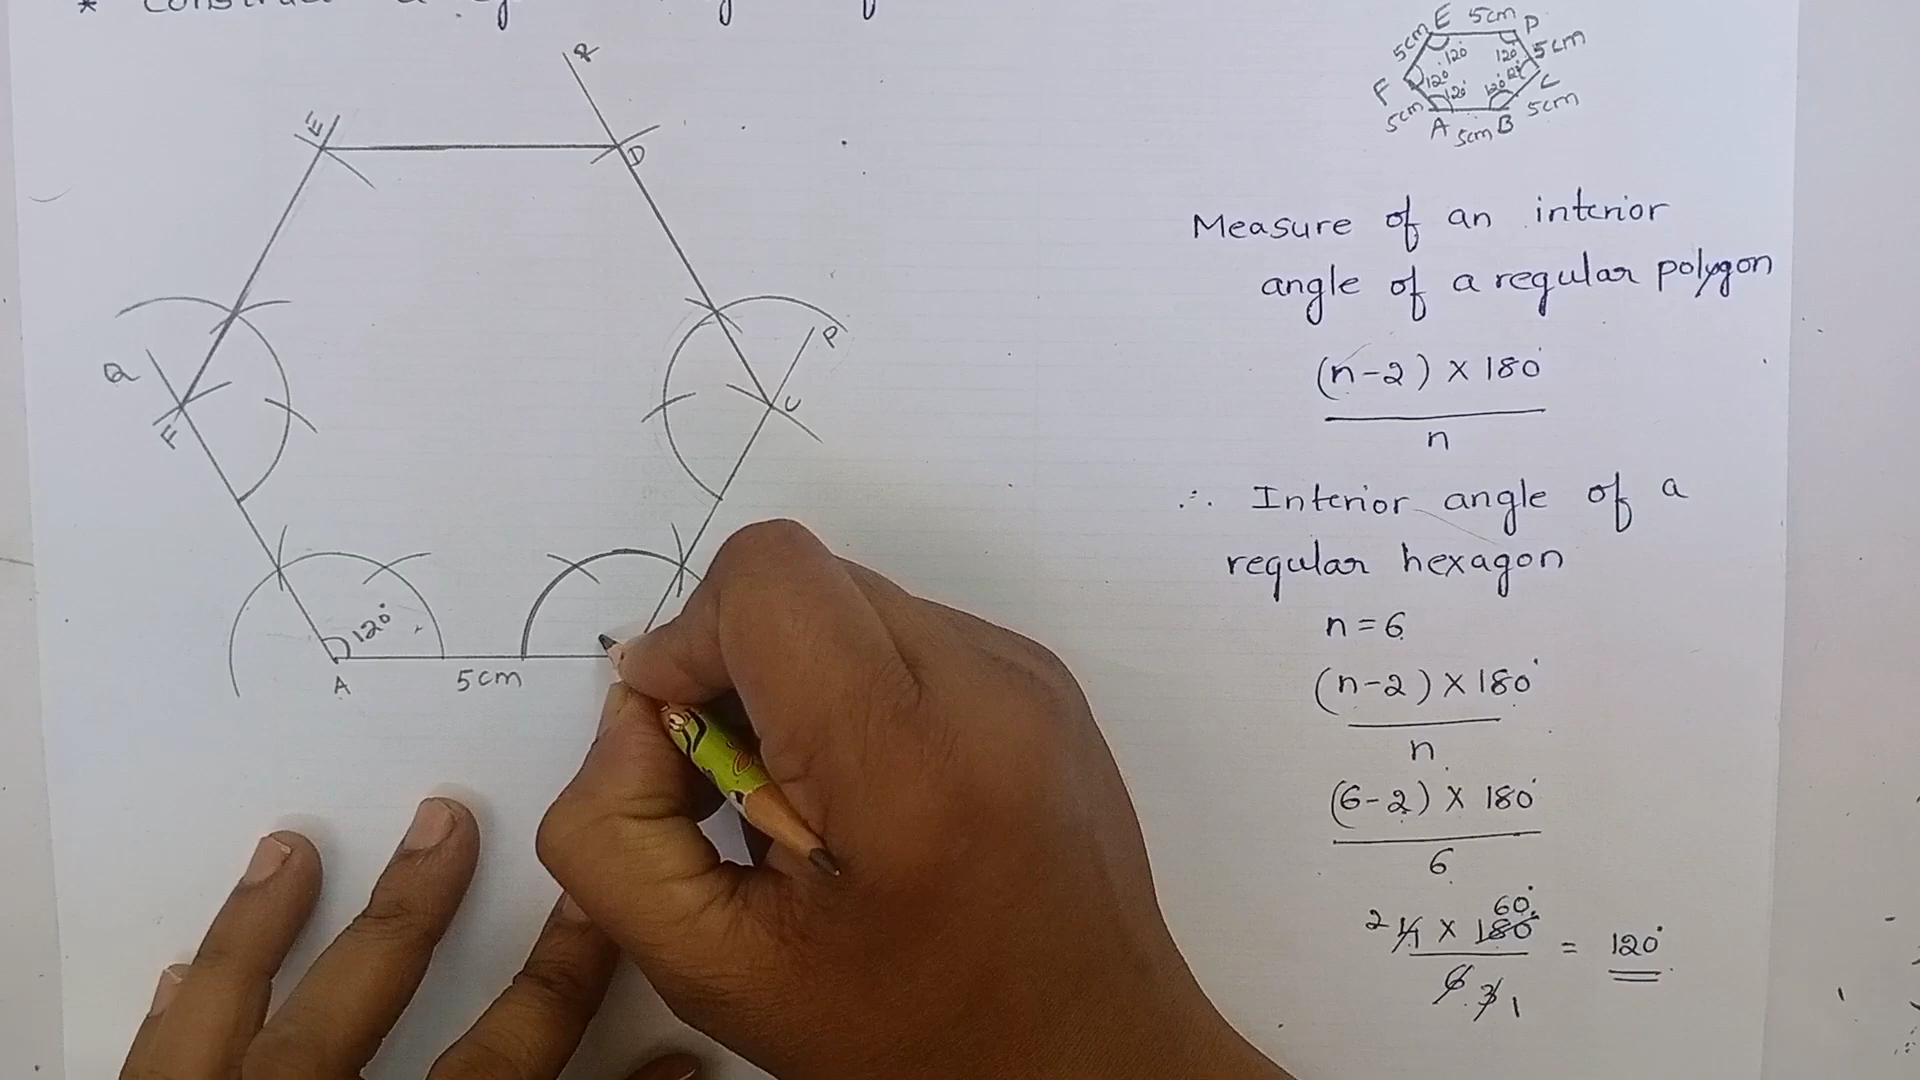 * Construct a
E 5cm D
5cm 120° 120° 5cm
F 120° 120° C
120° 120°
5cm A 5cm B 5cm
R
E
D
Q
P
F
C
120°
A 5cm
Measure of an interior
angle of a regular polygon
(n-2) × 180°
n
∴ Interior angle of a
regular hexagon
n = 6
(n-2) × 180°
n
(6-2) × 180°
6
60°
2 4 × 180 = 120°
6 3 1